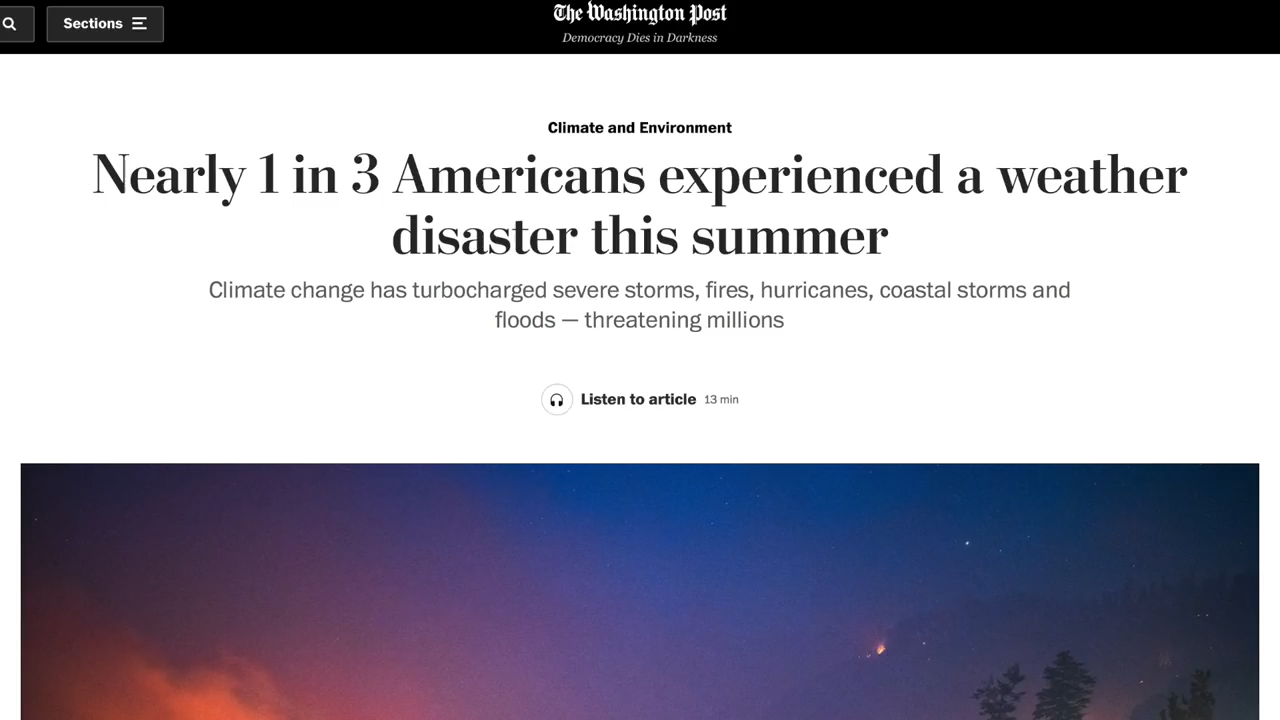 Sections
The Washington Post
Democracy Dies in Darkness
Climate and Environment
Nearly 1 in 3 Americans experienced a weather
disaster this summer
Climate change has turbocharged severe storms, fires, hurricanes, coastal storms and
floods — threatening millions
Listen to article 13 min